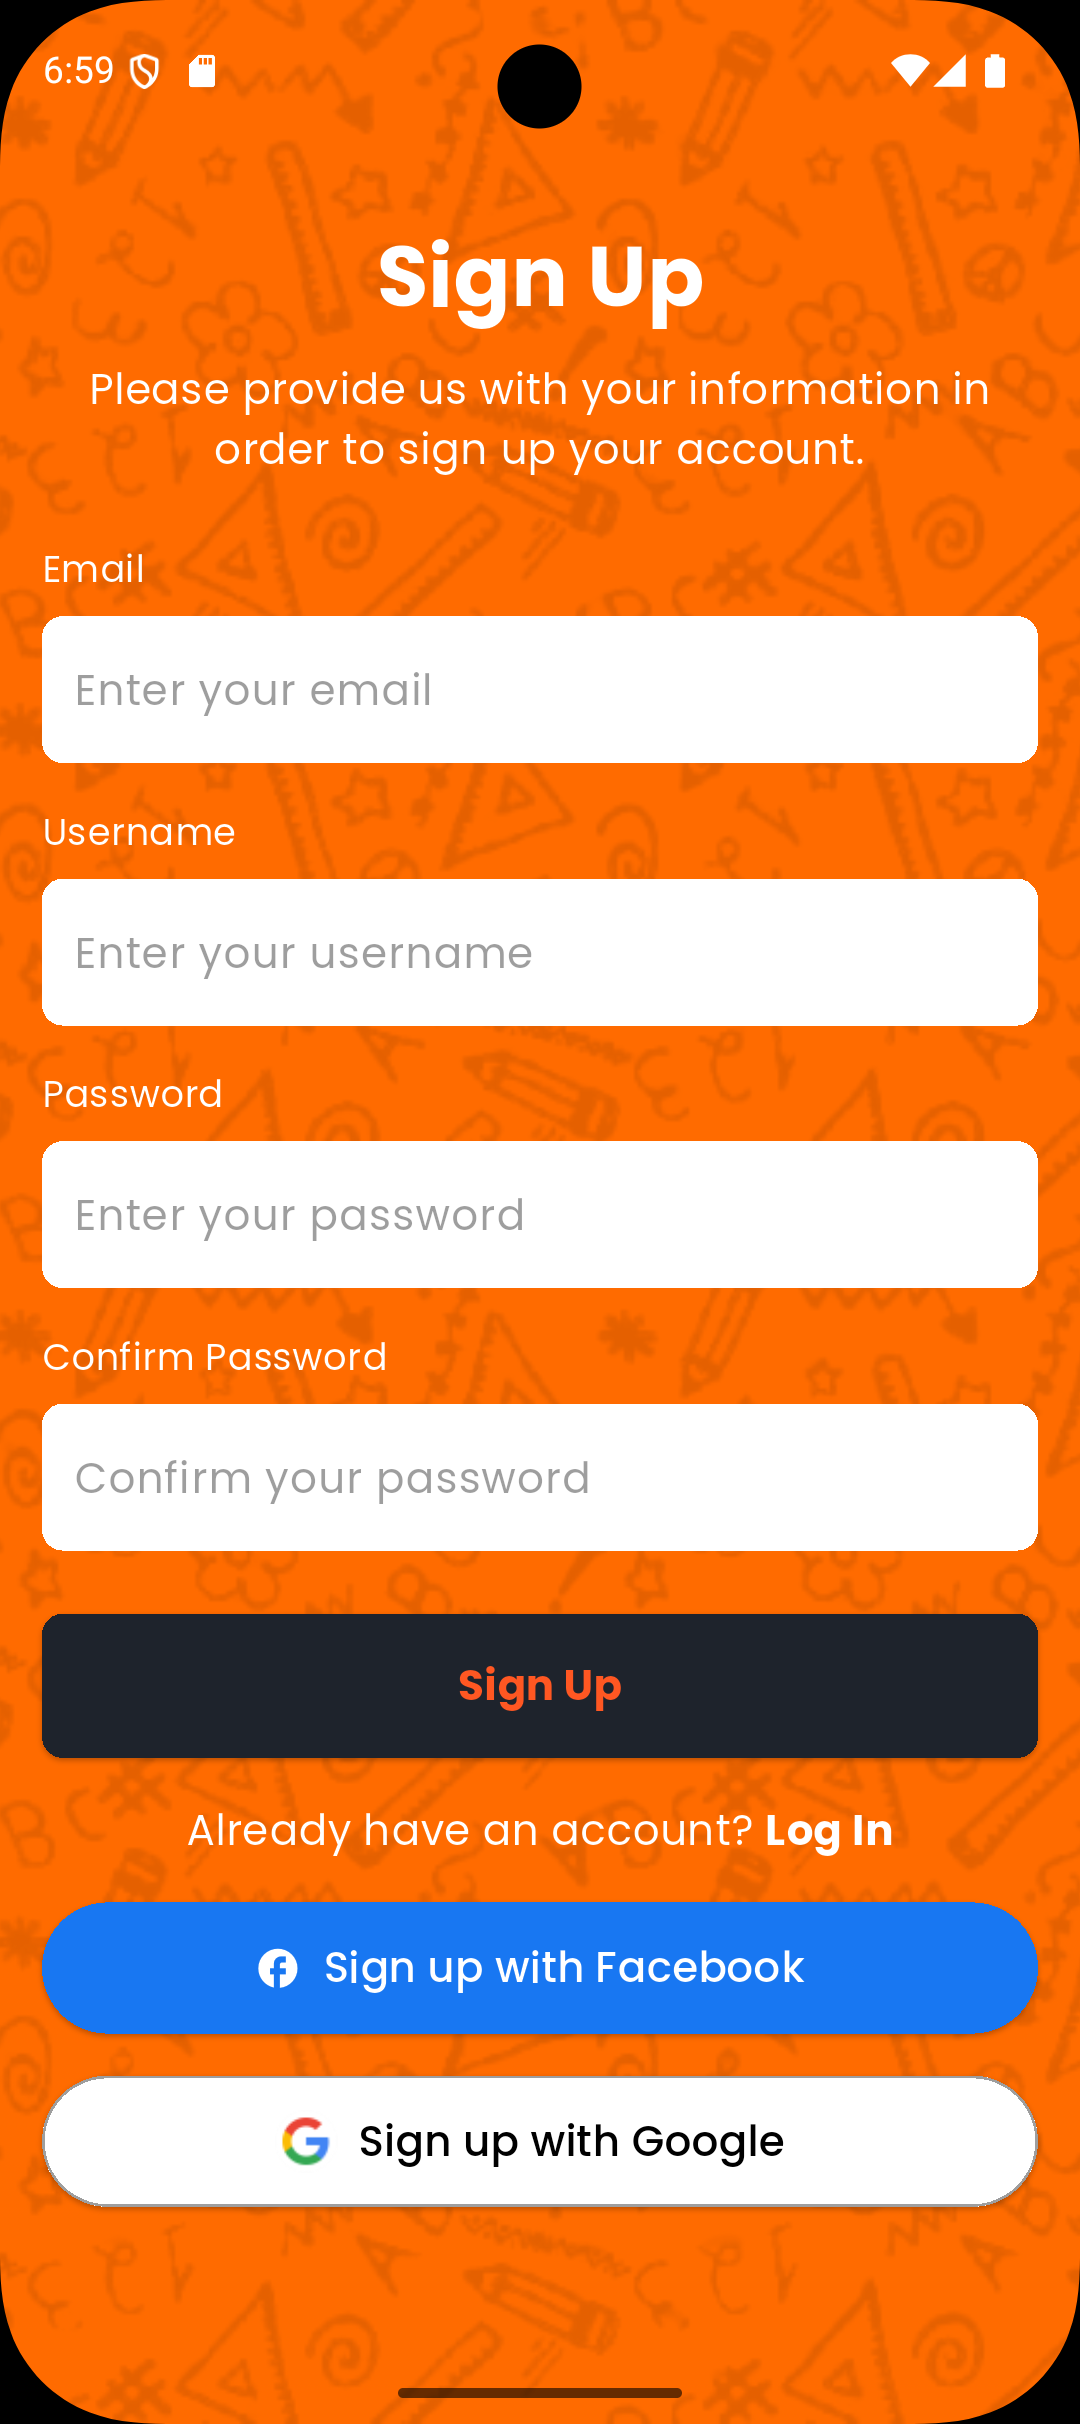 6:59
Sign Up
Please provide us with your information in
order to sign up your account.
Email
Enter your email
Username
Enter your username
Password
Enter your password
Confirm Password
Confirm your password
Sign Up
Already have an account? Log In
Sign up with Facebook
Sign up with Google